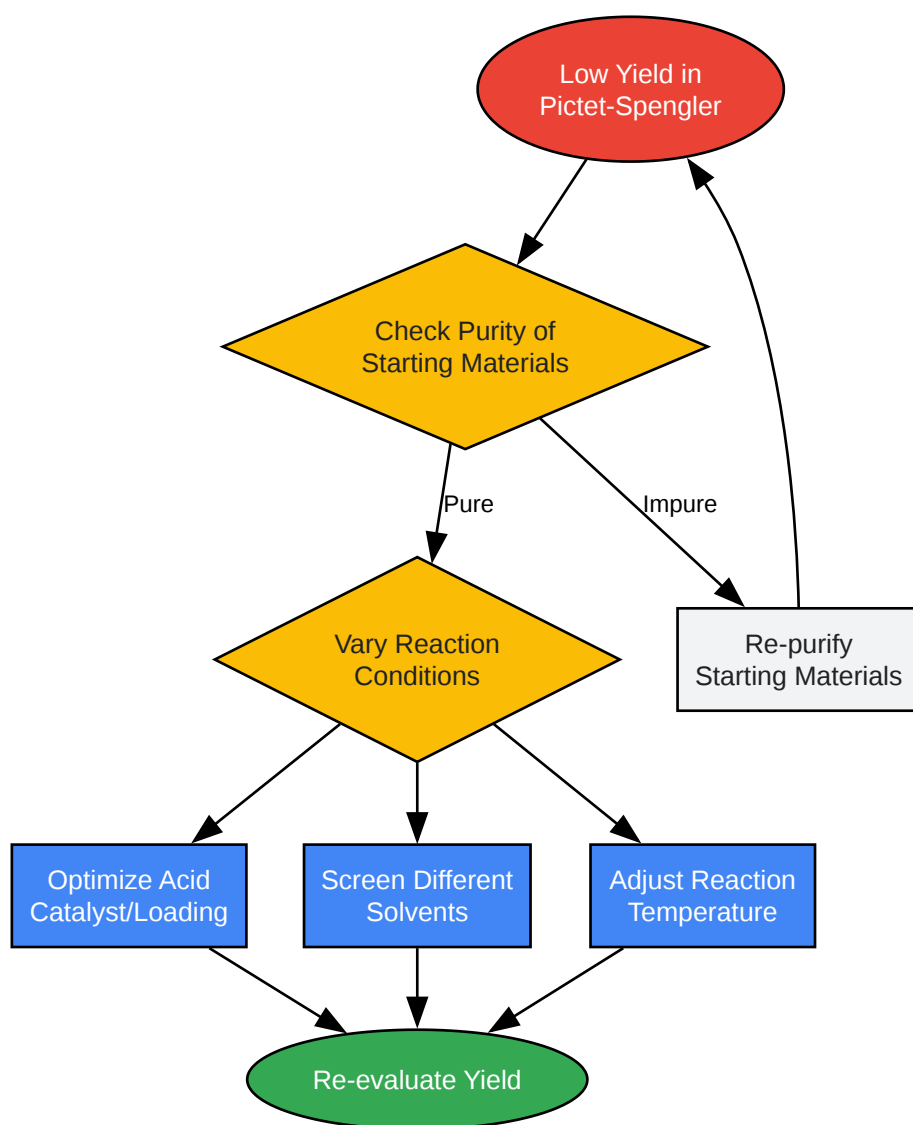 Low Yield in
Pictet-Spengler
Check Purity of
Starting Materials
Pure
Impure
Vary Reaction
Conditions
Re-purify
Starting Materials
Optimize Acid
Catalyst/Loading
Screen Different
Solvents
Adjust Reaction
Temperature
Re-evaluate Yield